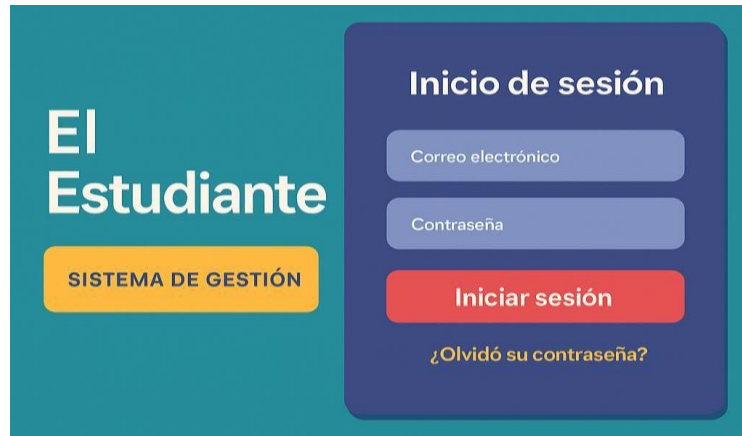 El
Estudiante
SISTEMA DE GESTIÓN
Inicio de sesión
Correo electrónico
Contraseña
Iniciar sesión
¿Olvidó su contraseña?